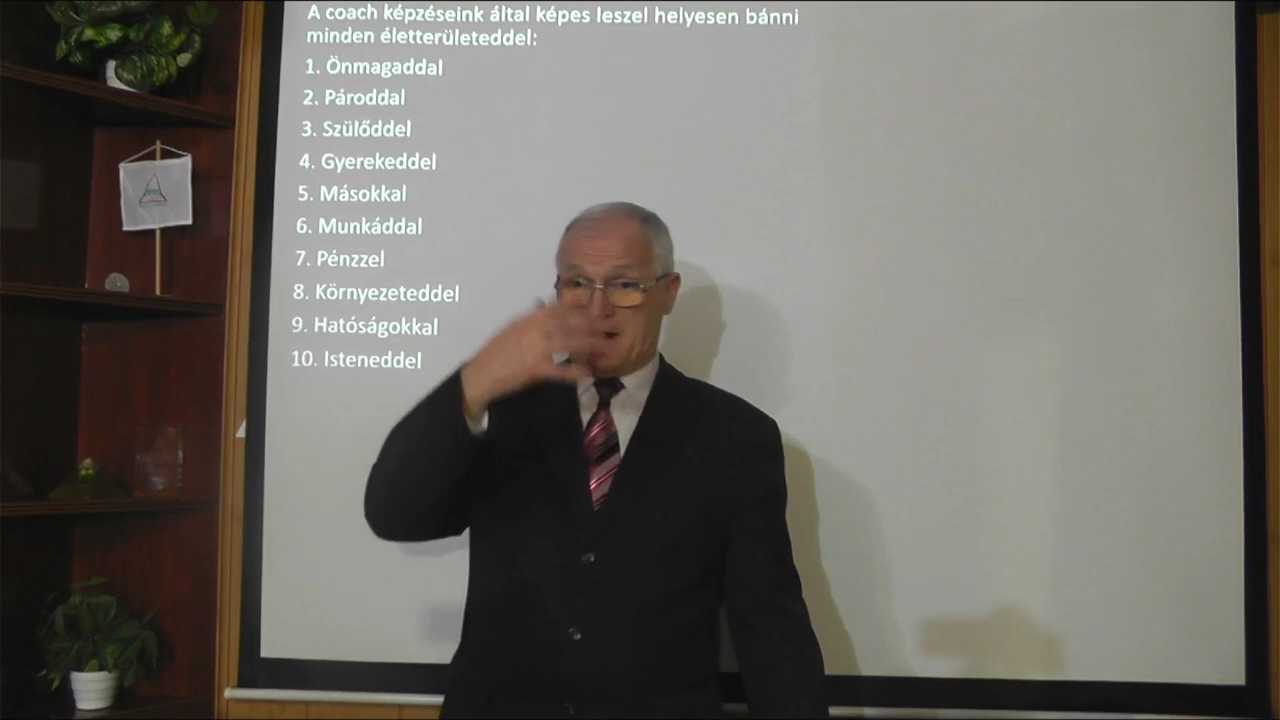 A coach képzéseink által képes leszel helyesen bánni
minden életterületeddel:
1. Önmagaddal
2. Pároddal
3. Szülőddel
4. Gyerekeddel
5. Másokkal
6. Munkáddal
7. Pénzzel
8. Környezeteddel
9. Hatóságokkal
10. Isteneddel